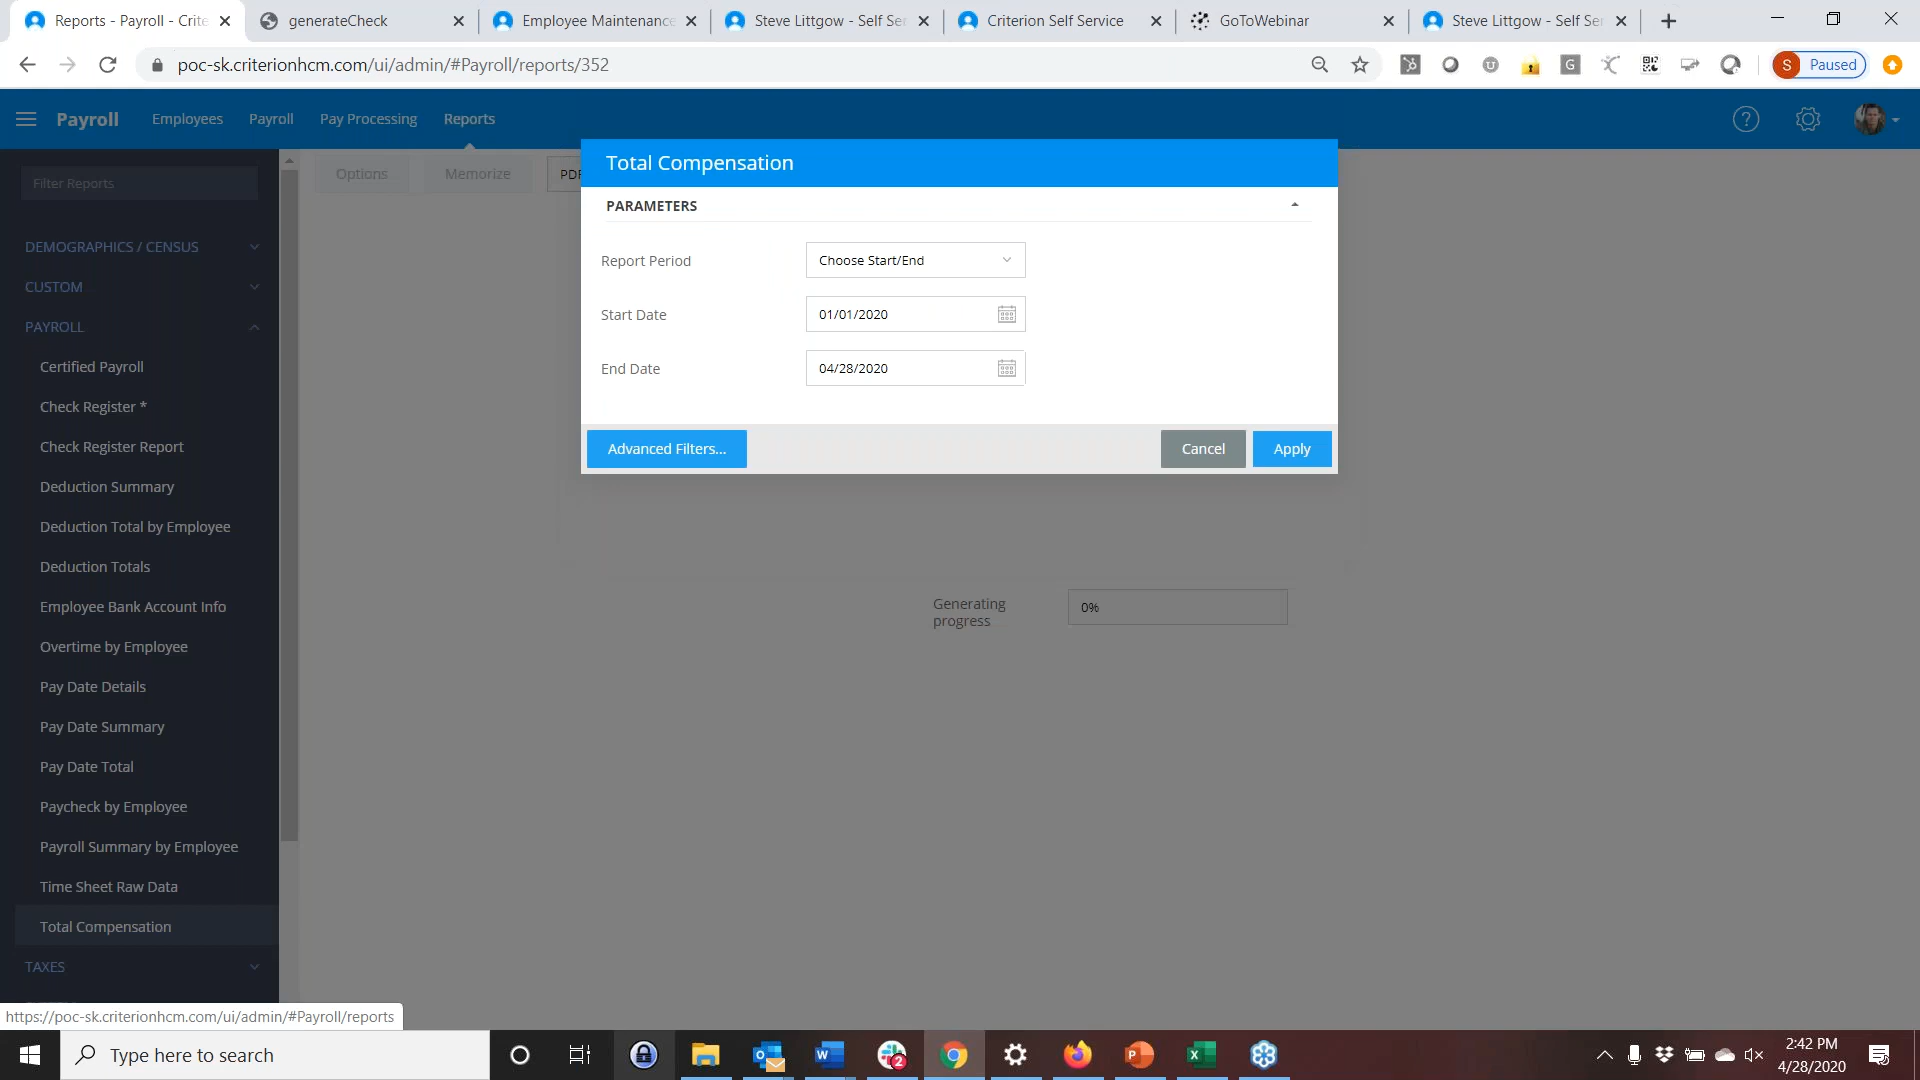 Reports - Payroll - Crite
generateCheck
Employee Maintenance
Steve Littgow - Self Ser
Criterion Self Service
GoToWebinar
Steve Littgow - Self Ser
poc-sk.criterionhcm.com/ui/admin/#Payroll/reports/352
S Paused
Payroll
Employees
Payroll
Pay Processing
Reports
Filter Reports
Options
Memorize
PDF
DEMOGRAPHICS / CENSUS
CUSTOM
PAYROLL
Certified Payroll
Check Register *
Check Register Report
Deduction Summary
Deduction Total by Employee
Deduction Totals
Employee Bank Account Info
Overtime by Employee
Pay Date Details
Pay Date Summary
Pay Date Total
Paycheck by Employee
Payroll Summary by Employee
Time Sheet Raw Data
Total Compensation
TAXES
Total Compensation
PARAMETERS
Report Period
Choose Start/End
Start Date
01/01/2020
End Date
04/28/2020
Advanced Filters...
Cancel
Apply
Generating
progress
0%
https://poc-sk.criterionhcm.com/ui/admin/#Payroll/reports
Type here to search
2
2:42 PM
4/28/2020